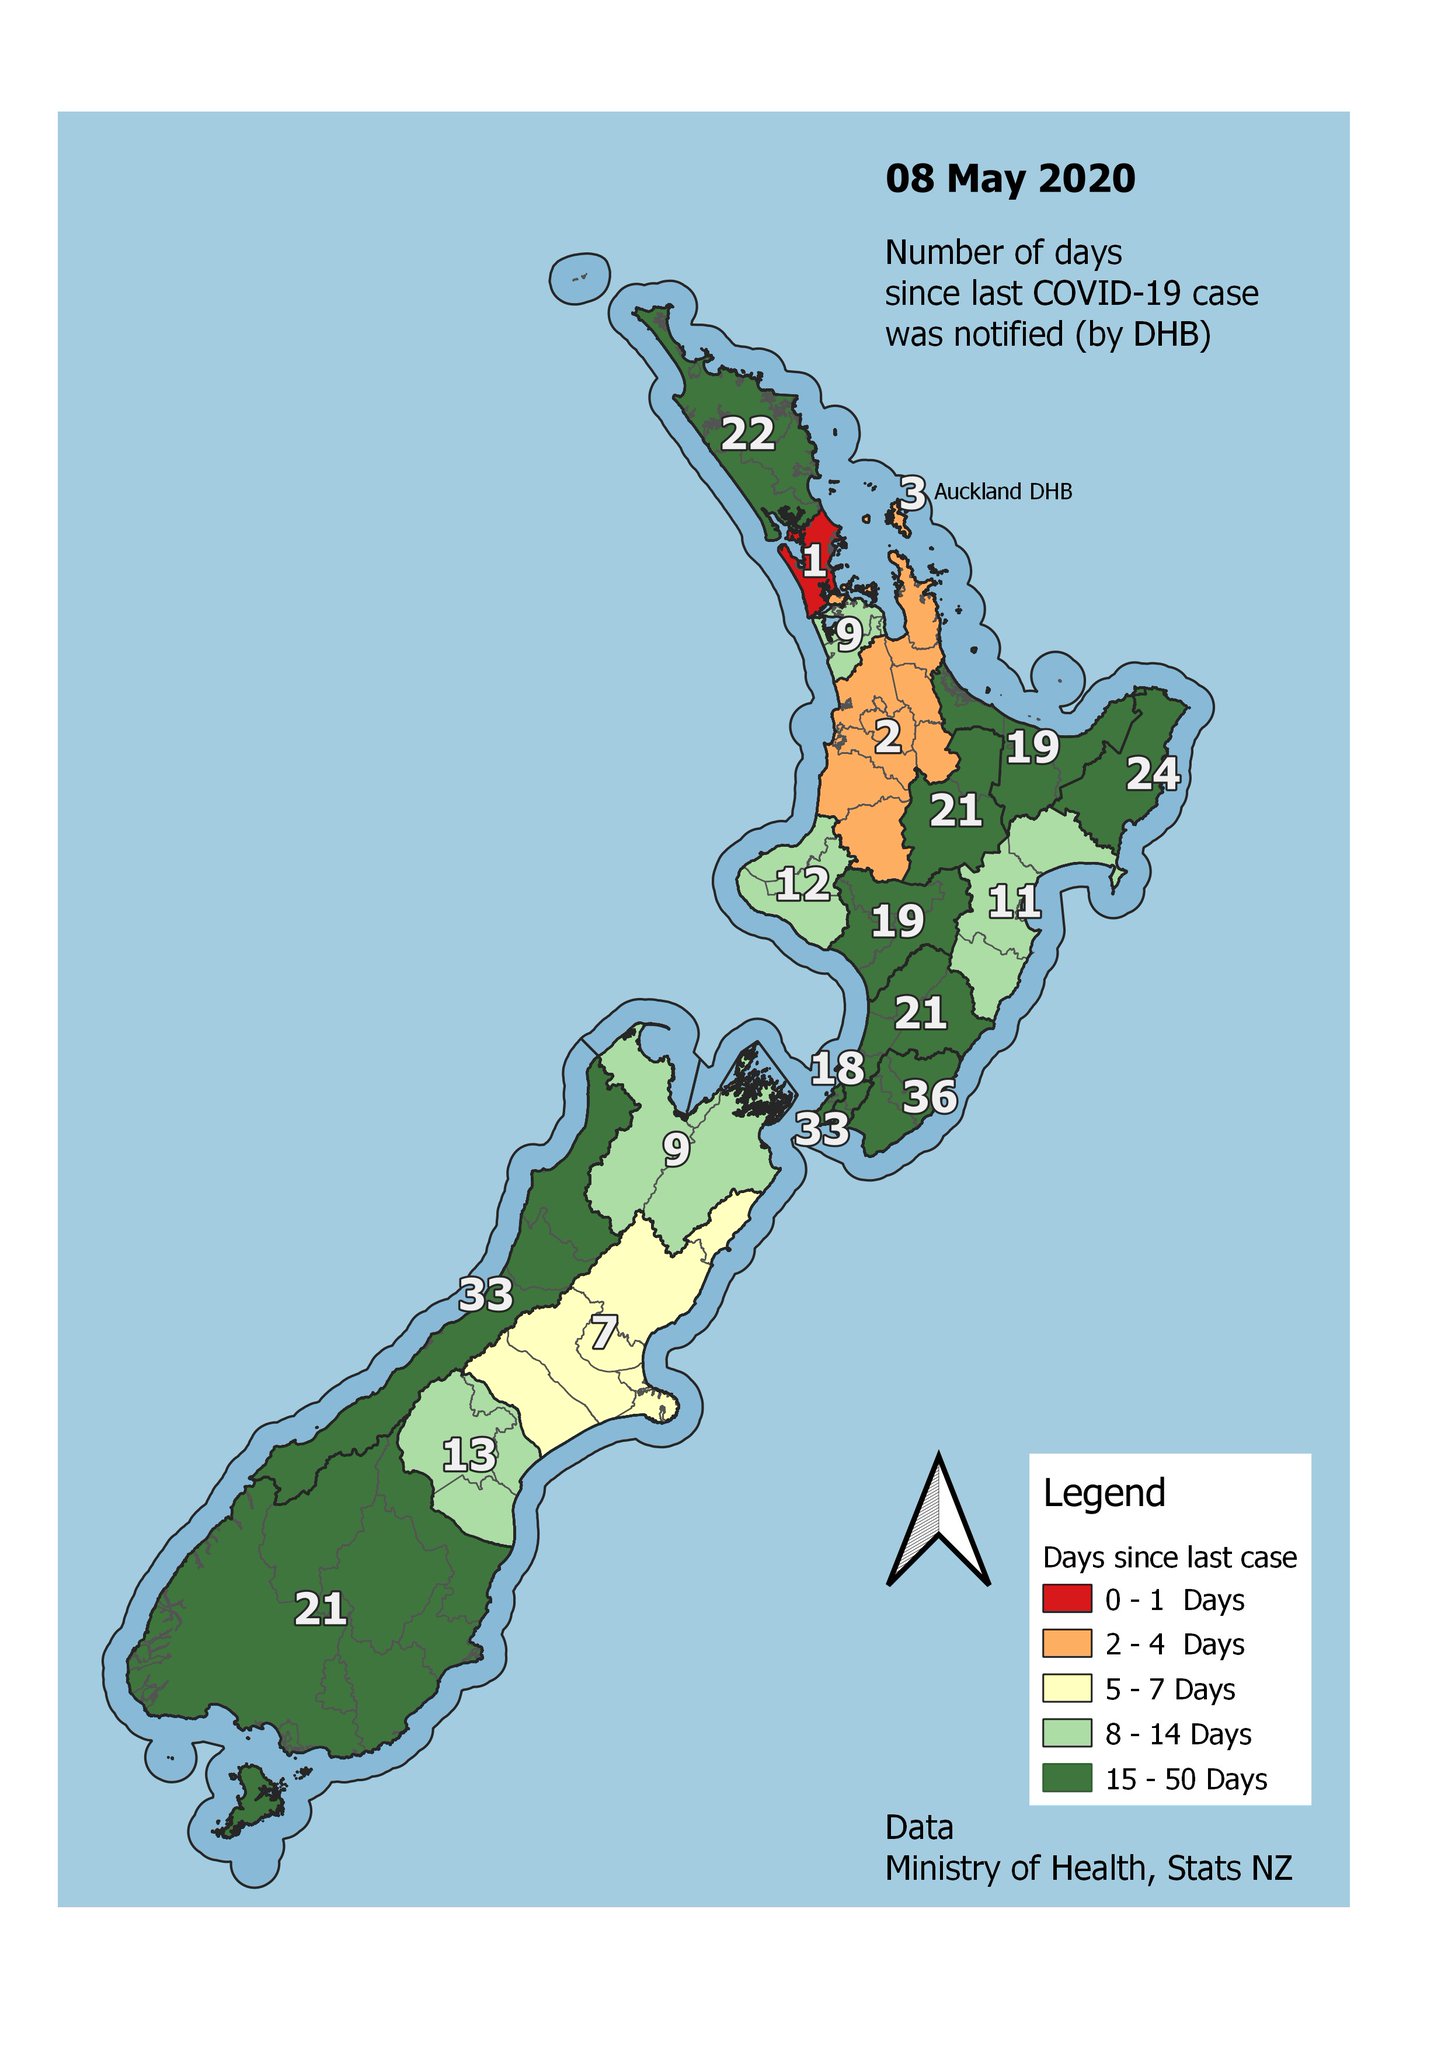 08 May 2020
Number of days
since last COVID-19 case
was notified (by DHB)
22
3 Auckland DHB
1
9
2
19
24
21
12
11
19
21
18
36
33
9
33
7
13
21
Legend
Days since last case
0 - 1 Days
2 - 4 Days
5 - 7 Days
8 - 14 Days
15 - 50 Days
Data
Ministry of Health, Stats NZ